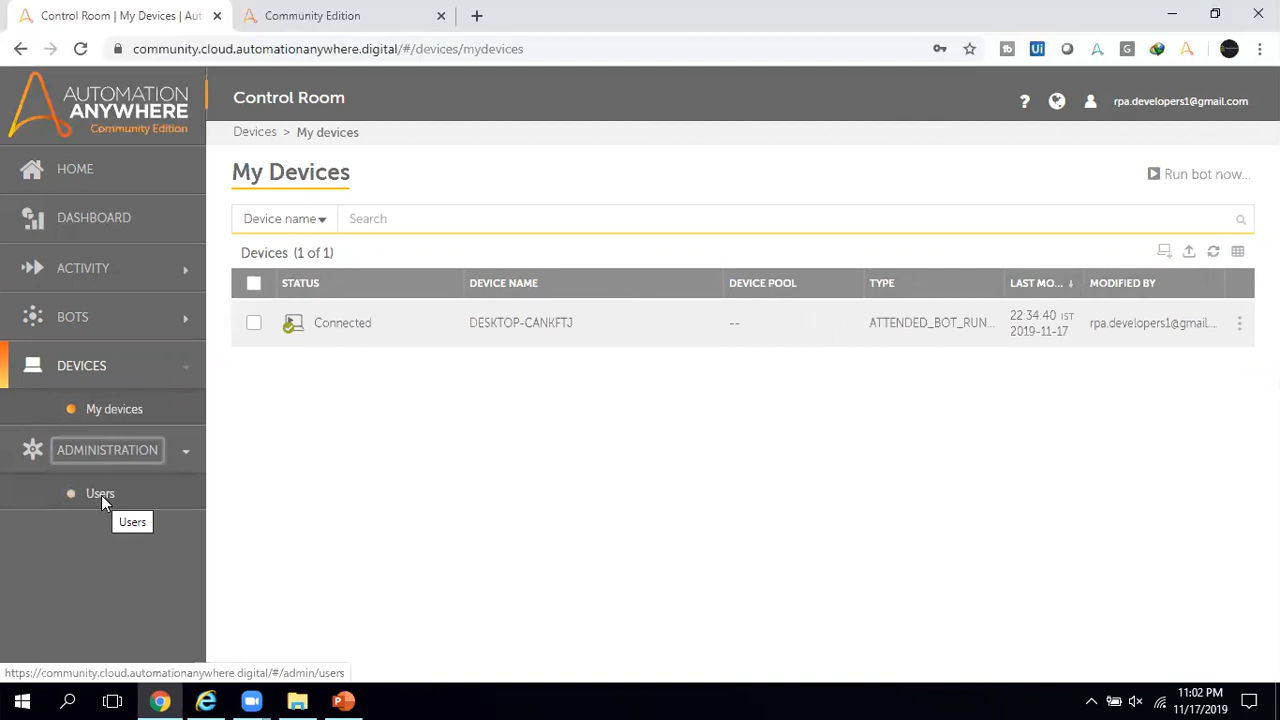 Control Room | My Devices | Aut
Community Edition
community.cloud.automationanywhere.digital/#/devices/mydevices
AUTOMATION
ANYWHERE
Community Edition
Control Room
rpa.developers1@gmail.com
Devices > My devices
HOME
DASHBOARD
ACTIVITY
BOTS
DEVICES
My devices
ADMINISTRATION
Users
Users
My Devices
Run bot now...
Device name
Search
Devices (1 of 1)
STATUS
DEVICE NAME
DEVICE POOL
TYPE
LAST MO...
MODIFIED BY
Connected
DESKTOP-CANKFTJ
--
ATTENDED_BOT_RUN...
22:34:40 IST
2019-11-17
rpa.developers1@gmail....
https://community.cloud.automationanywhere.digital/#/admin/users
11:02 PM
11/17/2019